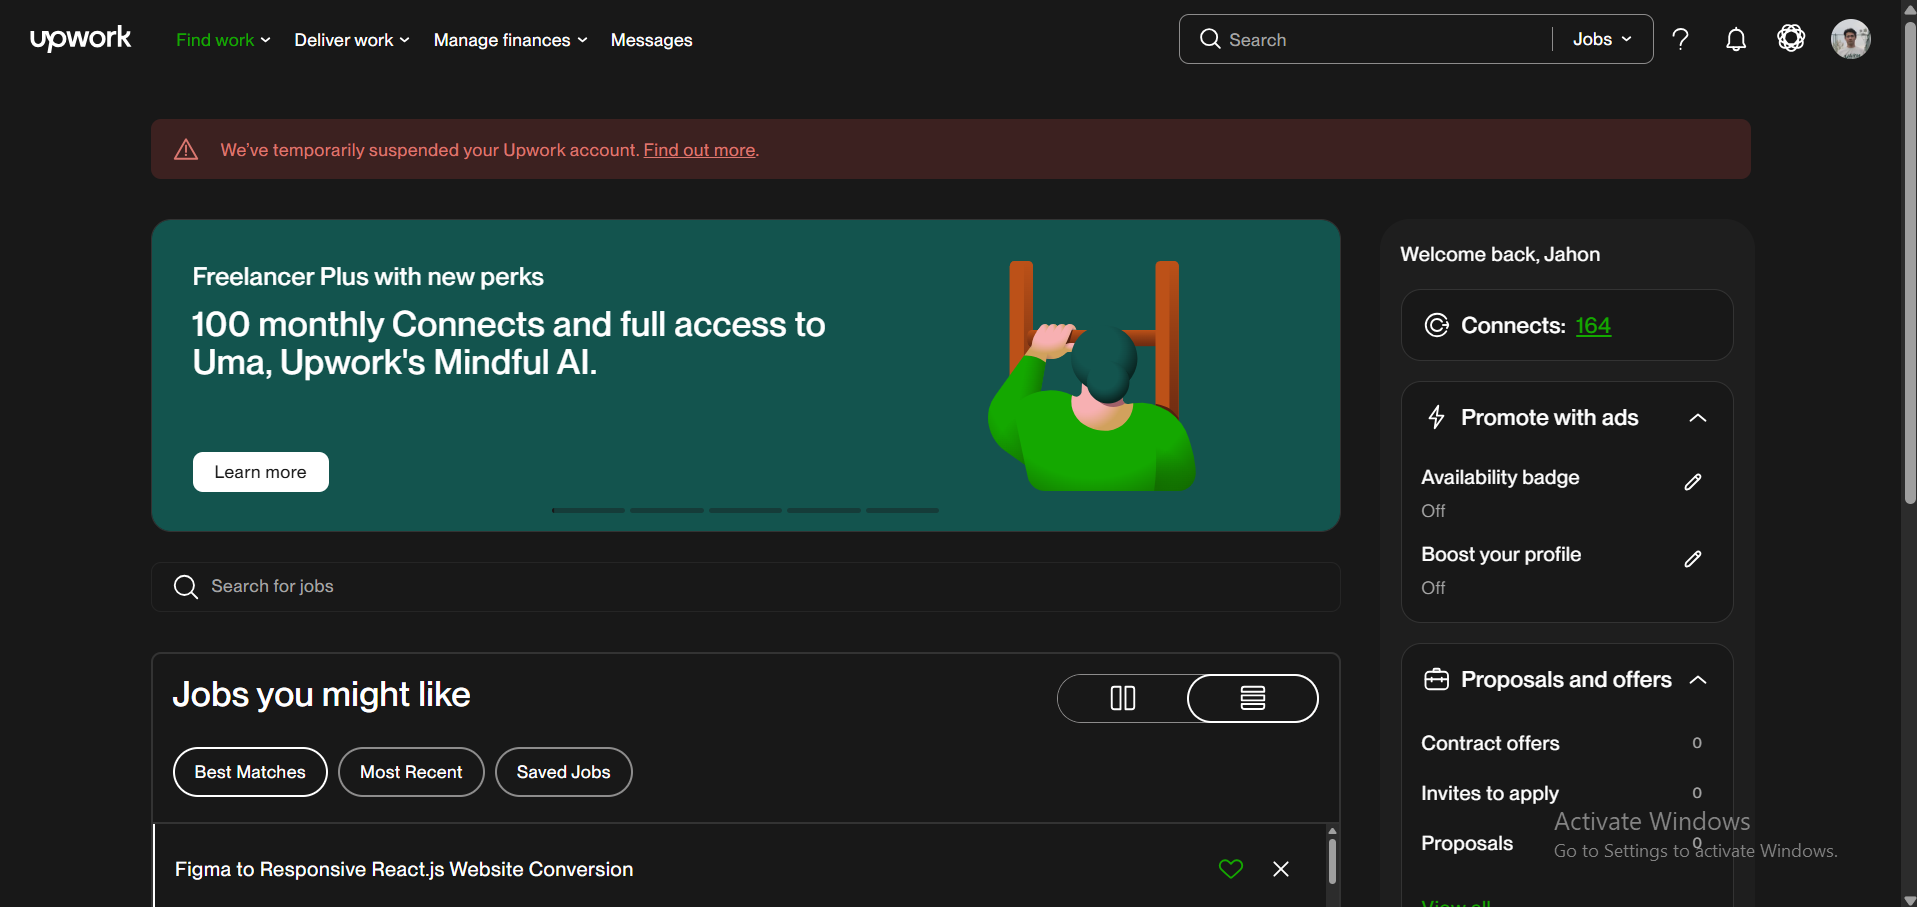 upwork
Find work
Deliver work
Manage finances
Messages
Search
Jobs
We've temporarily suspended your Upwork account. Find out more.
Freelancer Plus with new perks
100 monthly Connects and full access to
Uma, Upwork's Mindful AI.
Learn more
Search for jobs
Jobs you might like
Best Matches
Most Recent
Saved Jobs
Figma to Responsive React.js Website Conversion
Welcome back, Jahon
Connects: 164
Promote with ads
Availability badge
Off
Boost your profile
Off
Proposals and offers
Contract offers 0
Invites to apply 0
Proposals 0
View all
Activate Windows
Go to Settings to activate Windows.